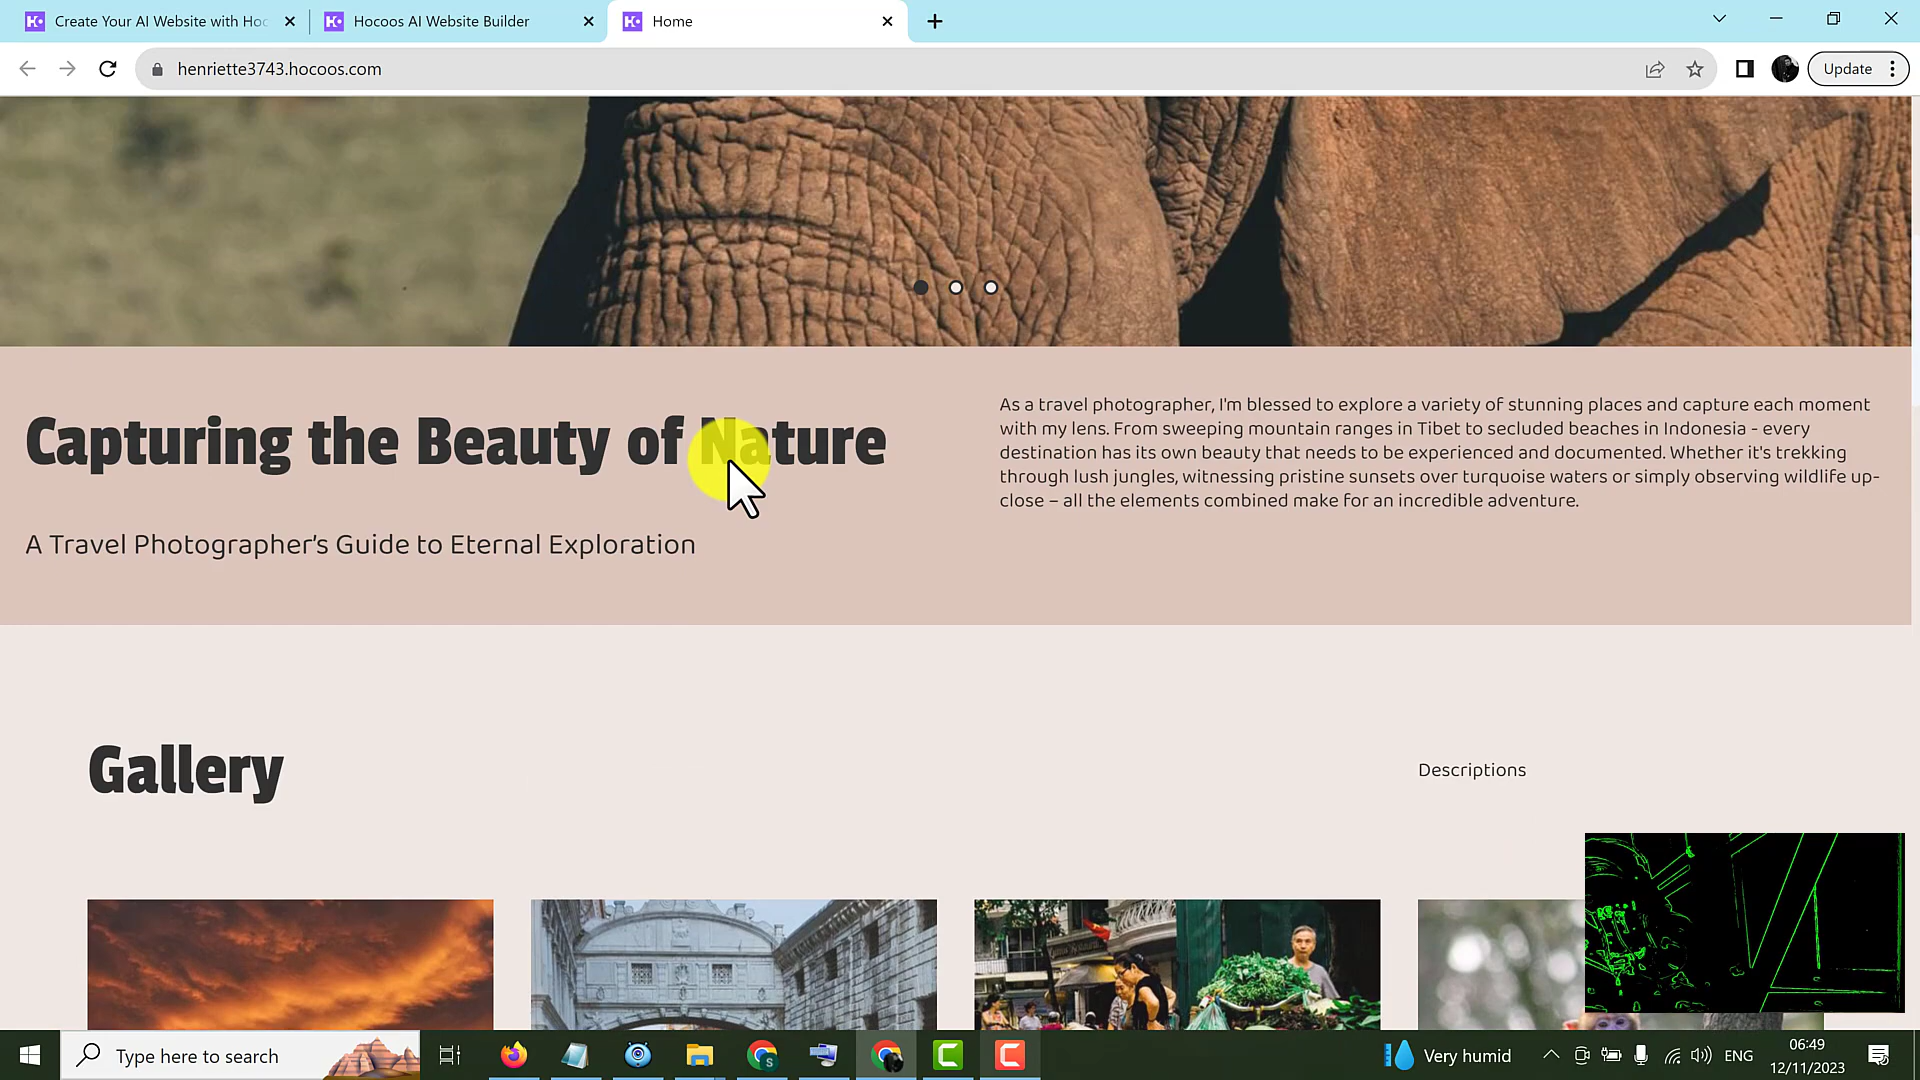 Create Your AI Website with Hoc
Hocoos AI Website Builder
Home
henriette3743.hocoos.com
Update
Capturing the Beauty of Nature
A Travel Photographer's Guide to Eternal Exploration
As a travel photographer, I'm blessed to explore a variety of stunning places and capture each moment
with my lens. From sweeping mountain ranges in Tibet to secluded beaches in Indonesia - every
destination has its own beauty that needs to be experienced and documented. Whether it's trekking
through lush jungles, witnessing pristine sunsets over turquoise waters or simply observing wildlife up-
close – all the elements combined make for an incredible adventure.
Gallery
Descriptions
Type here to search
Very humid
ENG
06:49
12/11/2023